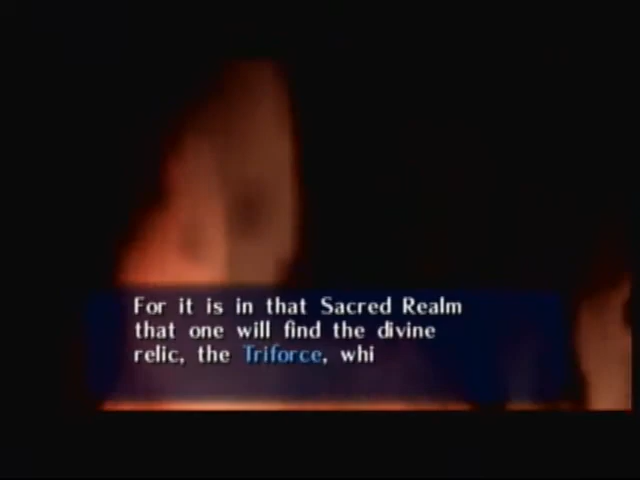 For it is in that Sacred Realm
that one will find the divine
relic, the Triforce, whi